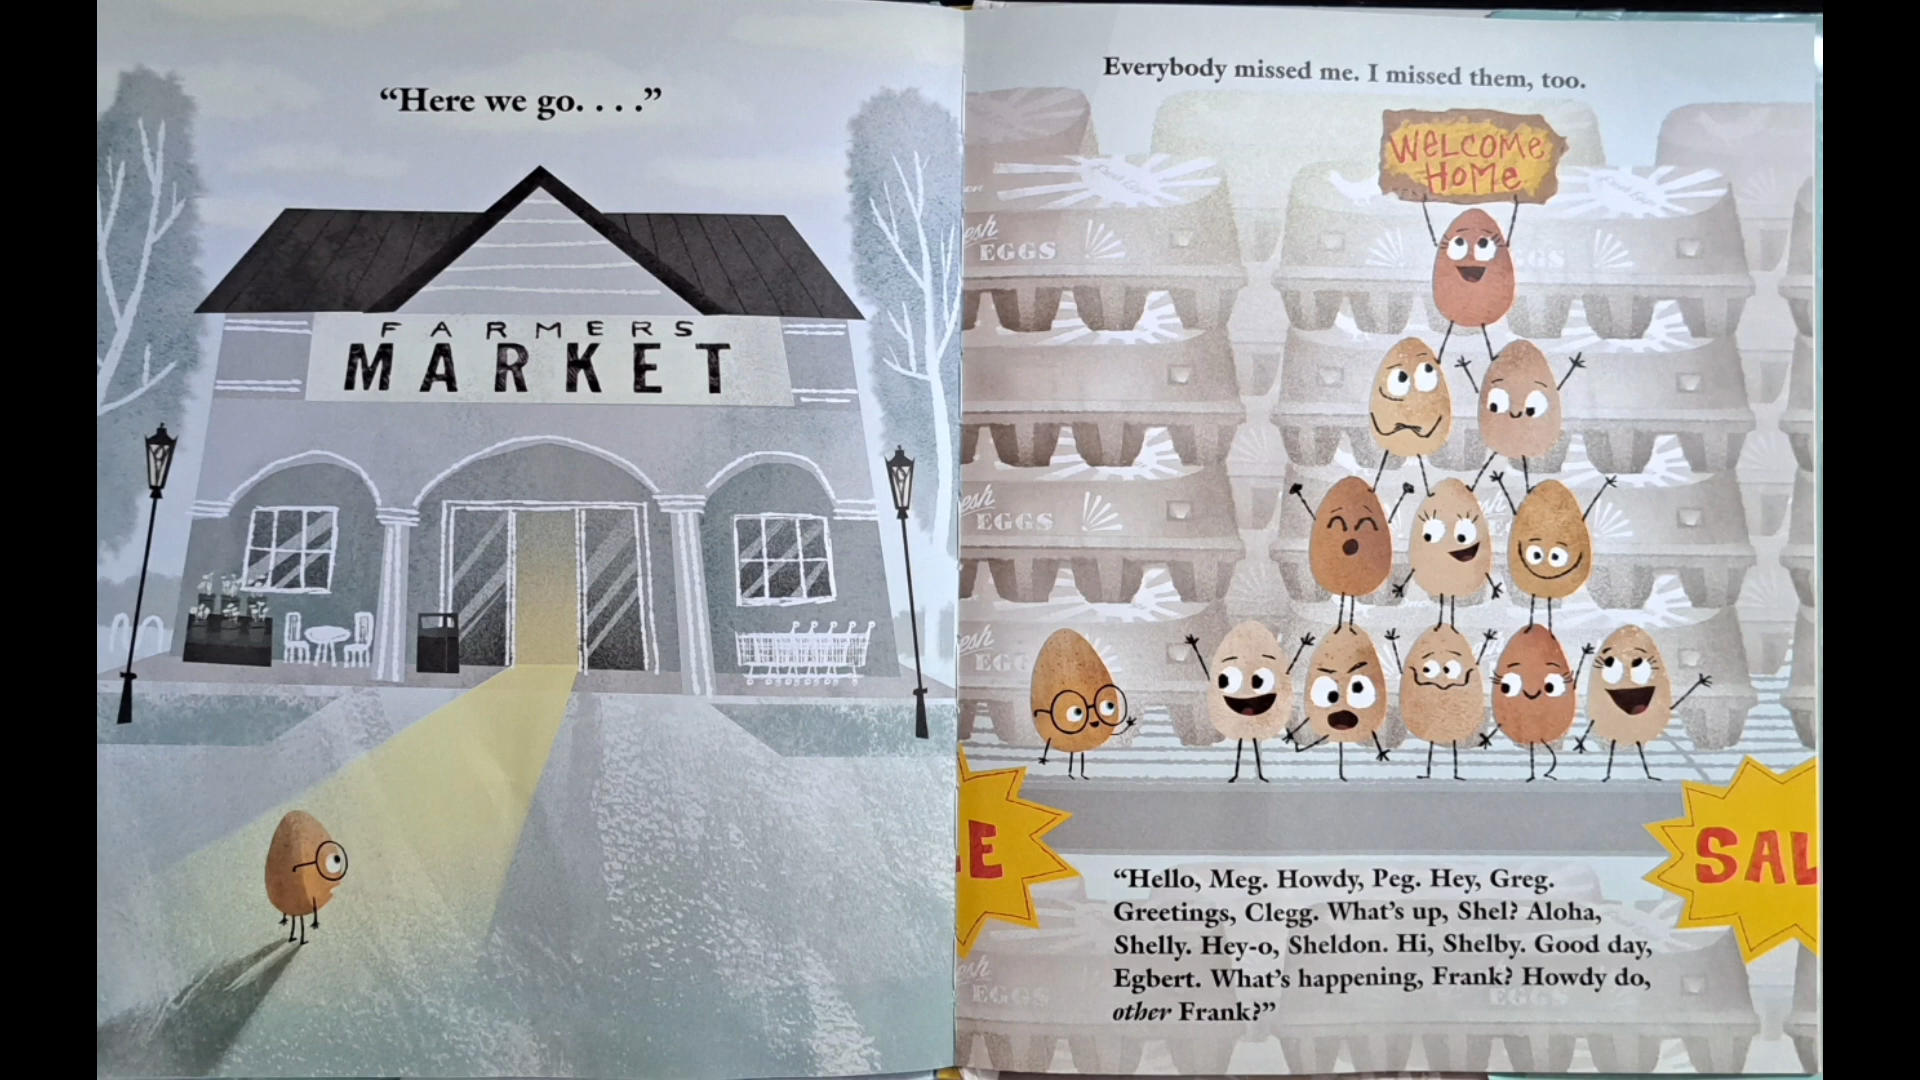 “Here we go. . . .”
FARMERS
MARKET
Everybody missed me. I missed them, too.
WELCOME
HOME
EGGS
EGGS
“Hello, Meg. Howdy, Peg. Hey, Greg.
Greetings, Clegg. What’s up, Shel? Aloha,
Shelly. Hey-o, Sheldon. Hi, Shelby. Good day,
Egbert. What’s happening, Frank? Howdy do,
other Frank?”
E
SAL
EGGS
EGGS